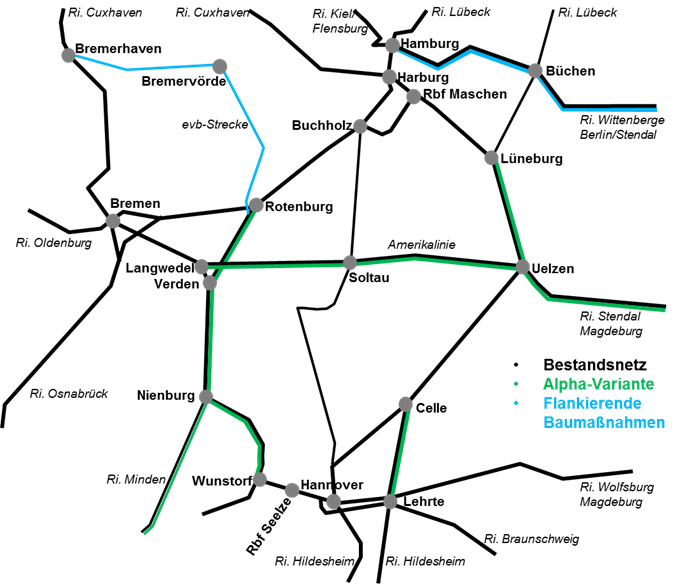 Ri. Cuxhaven
Ri. Cuxhaven
Ri. Kiel/
Flensburg
Ri. Lübeck
Ri. Lübeck
Bremerhaven
Hamburg
Bremervörde
Harburg
Büchen
Rbf Maschen
evb-Strecke
Buchholz
Ri. Wittenberge
Berlin/Stendal
Lüneburg
Bremen
Rotenburg
Ri. Oldenburg
Amerikalinie
Langwedel
Verden
Soltau
Uelzen
Ri. Stendal
Magdeburg
Bestandsnetz
Alpha-Variante
Flankierende
Baumaßnahmen
Ri. Osnabrück
Nienburg
Celle
Ri. Minden
Wunstorf
Hannover
Rbf Seelze
Lehrte
Ri. Wolfsburg
Magdeburg
Ri. Braunschweig
Ri. Hildesheim
Ri. Hildesheim